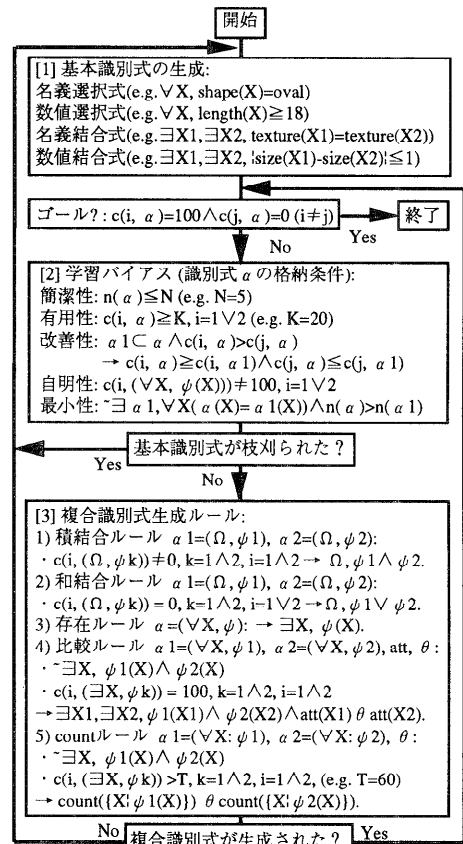 開始
[1] 基本識別式の生成:
名義選択式(e.g.∀X, shape(X)=oval)
数値選択式(e.g.∀X, length(X)≧18)
名義結合式(e.g.∃X1,∃X2, texture(X1)=texture(X2))
数値結合式(e.g.∃X1,∃X2, ¦size(X1)-size(X2)¦≦1)
ゴール?: c(i, α)=100∧c(j, α)=0 (i≠j)
終了
Yes
No
[2] 学習バイアス (識別式αの格納条件):
簡潔性: n(α)≦N (e.g. N=5)
有用性: c(i, α)≧K, i=1∨2 (e.g. K=20)
改善性: α1⊂α∧c(i, α)>c(j, α)
→ c(i, α)≧c(i, α1)∧c(j, α)≦c(j, α1)
自明性: c(i, (∀X, ψ(X)))≠100, i=1∨2
最小性: ~∃α1,∀X(α(X)=α1(X))∧n(α)>n(α1)
基本識別式が枝刈られた?
Yes
No
[3] 複合識別式生成ルール:
1) 積結合ルール α1=(Ω,ψ1), α2=(Ω,ψ2):
・c(i, (Ω,ψk))≠0, k=1∧2, i=1∧2→ Ω,ψ1∧ψ2.
2) 和結合ルール α1=(Ω,ψ1), α2=(Ω,ψ2):
・c(i, (Ω,ψk)) = 0, k=1∧2, i=1∨2→Ω,ψ1∨ψ2.
3) 存在ルール α=(∀X,ψ): → ∃X, ψ(X).
4) 比較ルール α1=(∀X,ψ1), α2=(∀X,ψ2), att, θ:
・~∃X, ψ1(X)∧ψ2(X)
・c(i, (∃X,ψk)) = 100, k=1∧2, i=1∧2
→∃X1,∃X2,ψ1(X1)∧ψ2(X2)∧att(X1)θatt(X2).
5) countルール α1=(∀X:ψ1), α2=(∀X:ψ2), θ:
・~∃X, ψ1(X)∧ψ2(X)
・c(i, (∃X,ψk)) >T, k=1∧2, i=1∧2, (e.g. T=60)
→ count({X¦ψ1(X)}) θ count({X¦ψ2(X)}).
No
複合識別式が生成された?
Yes